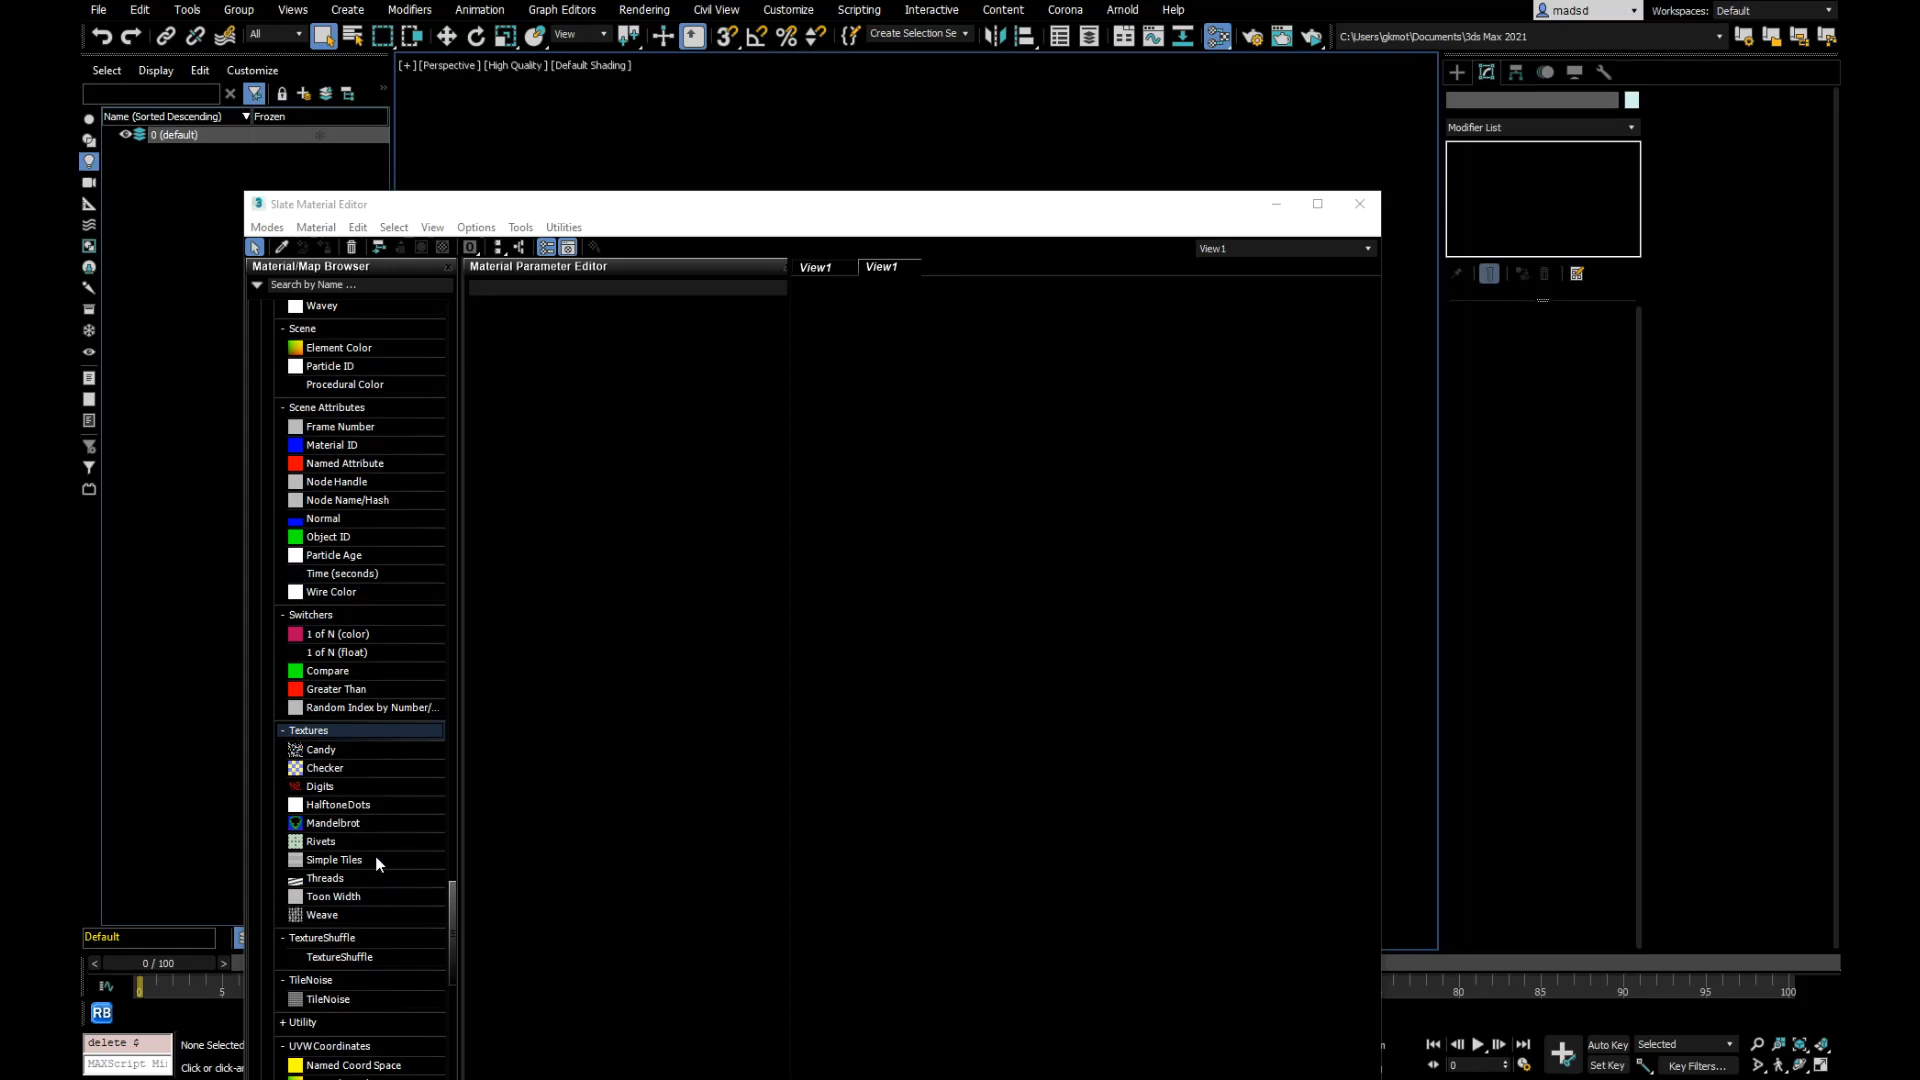 File Edit Tools Group Views Create Modifiers Animation Graph Editors Rendering Civil View Customize Scripting Interactive Content Corona Arnold Help madsd Workspaces: Default
All View Create Selection Se C:\Users\gkmot\Documents\3ds Max 2021
[+] [Perspective] [High Quality] [Default Shading]
Select Display Edit Customize
Name (Sorted Descending) Frozen
0 (default)
Modifier List
3 Slate Material Editor
Modes Material Edit Select View Options Tools Utilities
View1
Material/Map Browser
Material Parameter Editor
View1 View1
Search by Name ...
Wavey
- Scene
Element Color
Particle ID
Procedural Color
- Scene Attributes
Frame Number
Material ID
Named Attribute
Node Handle
Node Name/Hash
Normal
Object ID
Particle Age
Time (seconds)
Wire Color
- Switchers
1 of N (color)
1 of N (float)
Compare
Greater Than
Random Index by Number/...
- Textures
Candy
Checker
Digits
HalftoneDots
Mandelbrot
Rivets
Simple Tiles
Threads
Toon Width
Weave
- TextureShuffle
TextureShuffle
- TileNoise
TileNoise
+ Utility
- UVW Coordinates
Named Coord Space
Default
< 0 / 100 >
0 5 80 85 90 95 100
RB
delete $
MAXScript Mi
None Selected
Click or click-a
Auto Key Selected
0 Set Key Key Filters...